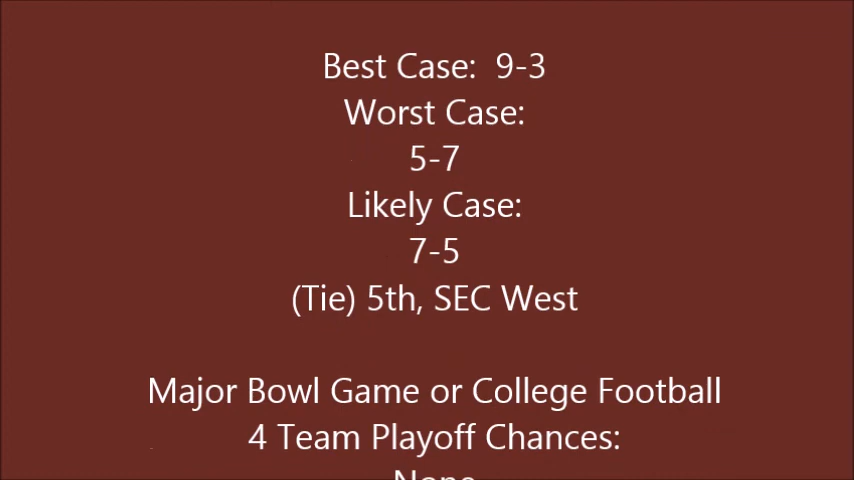 Best Case:  9-3
Worst Case:
5-7
Likely Case:
7-5
(Tie) 5th, SEC West
Major Bowl Game or College Football
4 Team Playoff Chances:
None